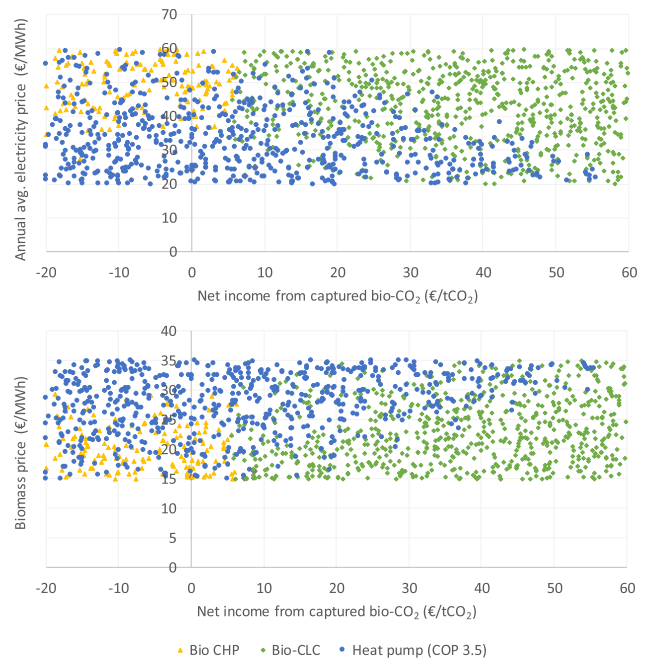 70
60
50
40
30
20
10
0
-20 -10 0 10 20 30 40 50 60
Annual avg. electricity price (€/MWh)
Net income from captured bio-CO₂ (€/tCO₂)
40
35
30
25
20
15
10
5
0
-20 -10 0 10 20 30 40 50 60
Biomass price (€/MWh)
Net income from captured bio-CO₂ (€/tCO₂)
Bio CHP Bio-CLC Heat pump (COP 3.5)